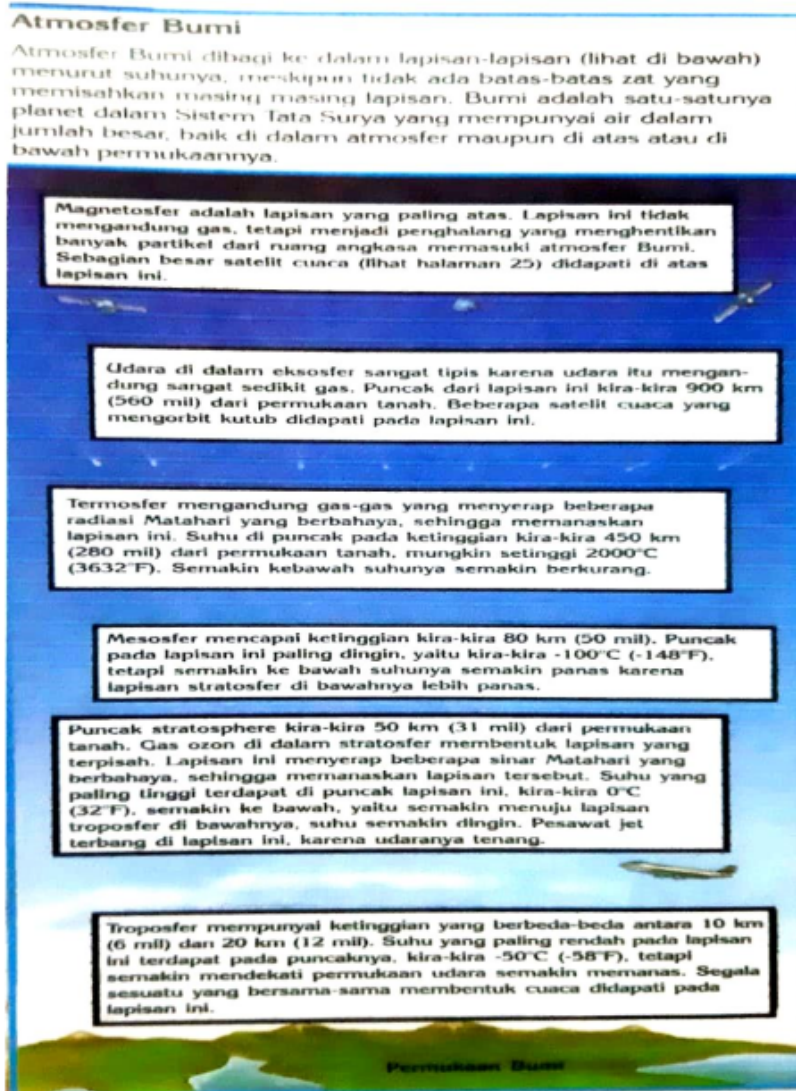 Atmosfer Bumi
Atmosfer Bumi dibagi ke dalam lapisan-lapisan (lihat di bawah)
menurut suhunya, meskipun tidak ada batas-batas zat yang
memisahkan masing masing lapisan. Bumi adalah satu-satunya
planet dalam Sistem Tata Surya yang mempunyai air dalam
jumlah besar, baik di dalam atmosfer maupun di atas atau di
bawah permukaannya.
Magnetosfer adalah lapisan yang paling atas. Lapisan ini tidak
mengandung gas, tetapi menjadi penghalang yang menghentikan
banyak partikel dari ruang angkasa memasuki atmosfer Bumi.
Sebagian besar satelit cuaca (lihat halaman 25) didapati di atas
lapisan ini.
Udara di dalam eksosfer sangat tipis karena udara itu mengan-
dung sangat sedikit gas. Puncak dari lapisan ini kira-kira 900 km
(560 mil) dari permukaan tanah. Beberapa satelit cuaca yang
mengorbit kutub didapati pada lapisan ini.
Termosfer mengandung gas-gas yang menyerap beberapa
radiasi Matahari yang berbahaya, sehingga memanaskan
lapisan ini. Suhu di puncak pada ketinggian kira-kira 450 km
(280 mil) dari permukaan tanah, mungkin setinggi 2000°C
(3632°F). Semakin kebawah suhunya semakin berkurang.
Mesosfer mencapai ketinggian kira-kira 80 km (50 mil). Puncak
pada lapisan ini paling dingin, yaitu kira-kira -100°C (-148°F),
tetapi semakin ke bawah suhunya semakin panas karena
lapisan stratosfer di bawahnya lebih panas.
Puncak stratosphere kira-kira 50 km (31 mil) dari permukaan
tanah. Gas ozon di dalam stratosfer membentuk lapisan yang
terpisah. Lapisan ini menyerap beberapa sinar Matahari yang
berbahaya, sehingga memanaskan lapisan tersebut. Suhu yang
paling tinggi terdapat di puncak lapisan ini, kira-kira 0°C
(32°F), semakin ke bawah, yaitu semakin menuju lapisan
troposfer di bawahnya, suhu semakin dingin. Pesawat jet
terbang di lapisan ini, karena udaranya tenang.
Troposfer mempunyai ketinggian yang berbeda-beda antara 10 km
(6 mil) dan 20 km (12 mil). Suhu yang paling rendah pada lapisan
ini terdapat pada puncaknya, kira-kira -50°C (-58°F), tetapi
semakin mendekati permukaan udara semakin memanas. Segala
sesuatu yang bersama-sama membentuk cuaca didapati pada
lapisan ini.
Permukaan Bumi